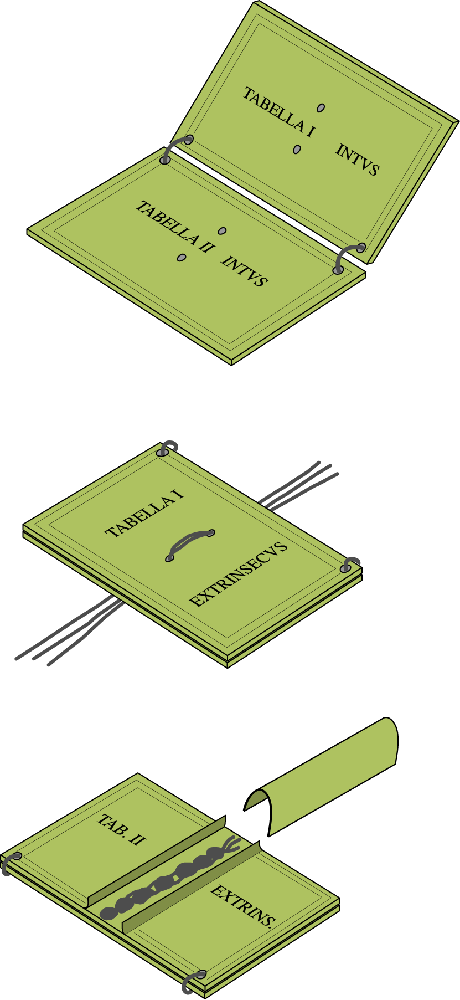 TABELLA I INTVS
TABELLA II INTVS
TABELLA I
EXTRINSECVS
TAB. II
EXTRINS.